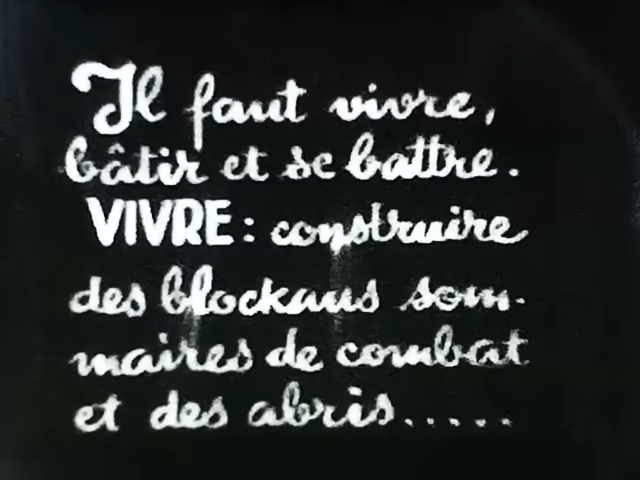 Il faut vivre,
bâtir et se battre.
VIVRE : construire
des blockaus som-
maires de combat
et des abris.....